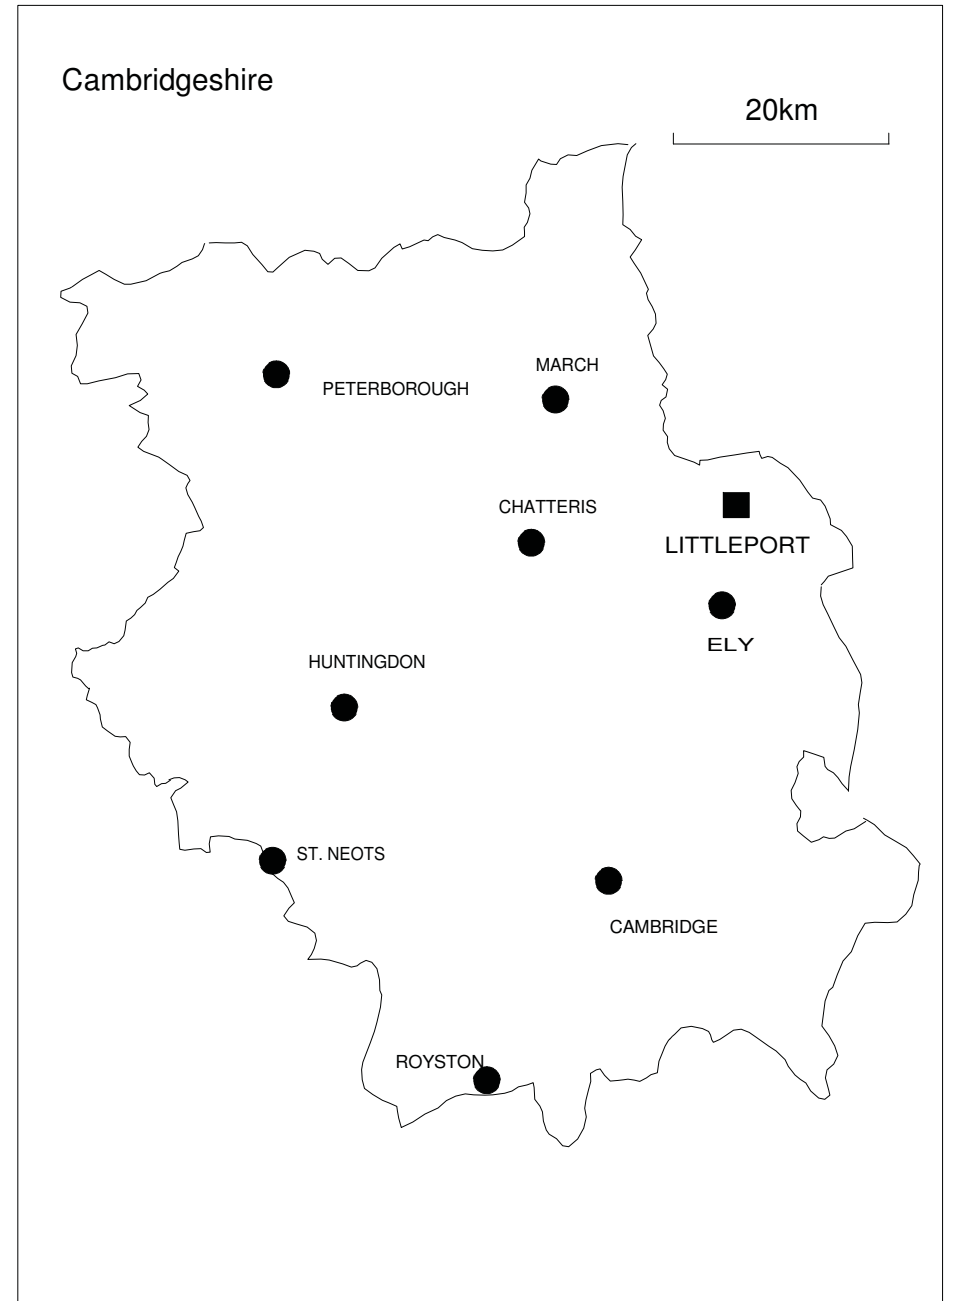 Cambridgeshire
20km
MARCH
PETERBOROUGH
CHATTERIS
LITTLEPORT
ELY
HUNTINGDON
ST. NEOTS
CAMBRIDGE
ROYSTON